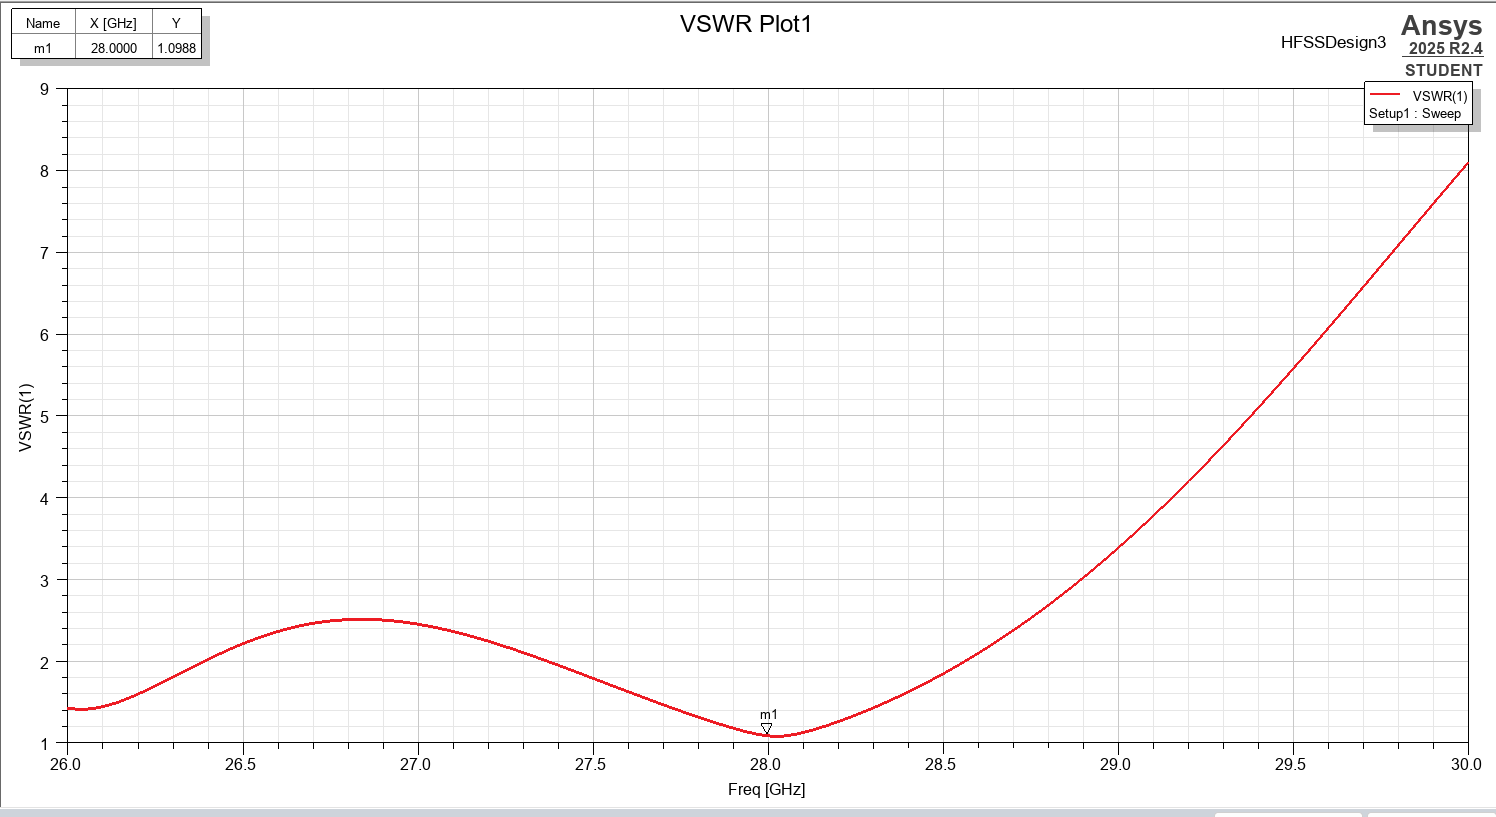 VSWR Plot1
Name X [GHz] Y
m1 28.0000 1.0988
HFSSDesign3
Ansys
2025 R2.4
STUDENT
VSWR(1)
Setup1 : Sweep
9
8
7
6
5
4
3
2
1
VSWR(1)
m1
26.0 26.5 27.0 27.5 28.0 28.5 29.0 29.5 30.0
Freq [GHz]